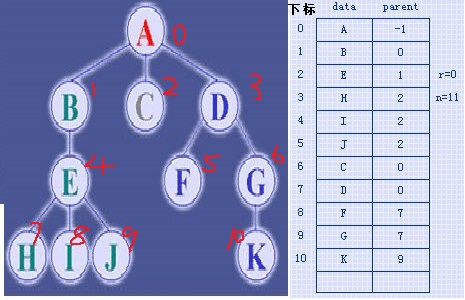 A 0
B 1
C 2
D 3
E 4
F 5
G 6
H 7
I 8
J 9
K 10
下标 data parent
0 A -1
1 B 0
2 E 1 r=0
3 H 2 n=11
4 I 2
5 J 2
6 C 0
7 D 0
8 F 7
9 G 7
10 K 9